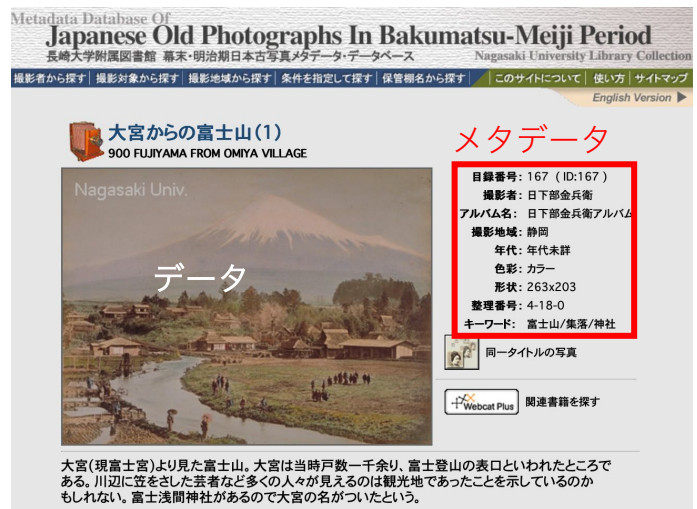 Metadata Database Of
Japanese Old Photographs In Bakumatsu-Meiji Period
長崎大学附属図書館 幕末・明治期日本古写真メタデータ・データベース
Nagasaki University Library Collection
撮影者から探す| 撮影対象から探す| 撮影地域から探す| 条件を指定して探す| 保管棚名から探す| このサイトについて| 使い方| サイトマップ
English Version
大宮からの富士山(1)
900 FUJIYAMA FROM OMIYA VILLAGE
メタデータ
Nagasaki Univ.
データ
目録番号: 167 ( ID:167 )
撮影者: 日下部金兵衛
アルバム名: 日下部金兵衛アルバム
撮影地域: 静岡
年代: 年代未詳
色彩: カラー
形状: 263x203
整理番号: 4-18-0
キーワード: 富士山/集落/神社
同一タイトルの写真
Webcat Plus 関連書籍を探す
大宮(現富士宮)より見た富士山。大宮は当時戸数一千余り、富士登山の表口といわれたところで
ある。川辺に笠をさした芸者など多くの人々が見えるのは観光地であったことを示しているのか
もしれない。富士浅間神社があるので大宮の名がついたという。